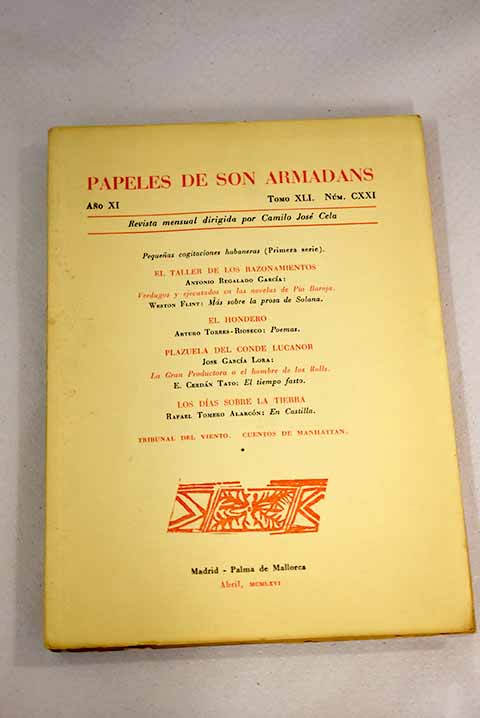 PAPELES DE SON ARMADANS
AÑO XI TOMO XLI. NÚM. CXXI
Revista mensual dirigida por Camilo José Cela
Pequeñas cogitaciones habaneras (Primera serie).
EL TALLER DE LOS RAZONAMIENTOS
ANTONIO REGALADO GARCÍA:
Verdugos y ejecutados en las novelas de Pío Baroja.
WESTON FLINT: Más sobre la prosa de Solana.
EL HONDERO
ARTURO TORRES-RIOSECO: Poemas.
PLAZUELA DEL CONDE LUCANOR
JOSE GARCÍA LORA:
La Gran Productora o el hombre de los Rolls.
E. CERDÁN TATO: El tiempo fasto.
LOS DÍAS SOBRE LA TIERRA
RAFAEL TOMERO ALARCÓN: En Castilla.
TRIBUNAL DEL VIENTO. CUENTOS DE MANHATTAN.
Madrid - Palma de Mallorca
Abril, MCMLXVI